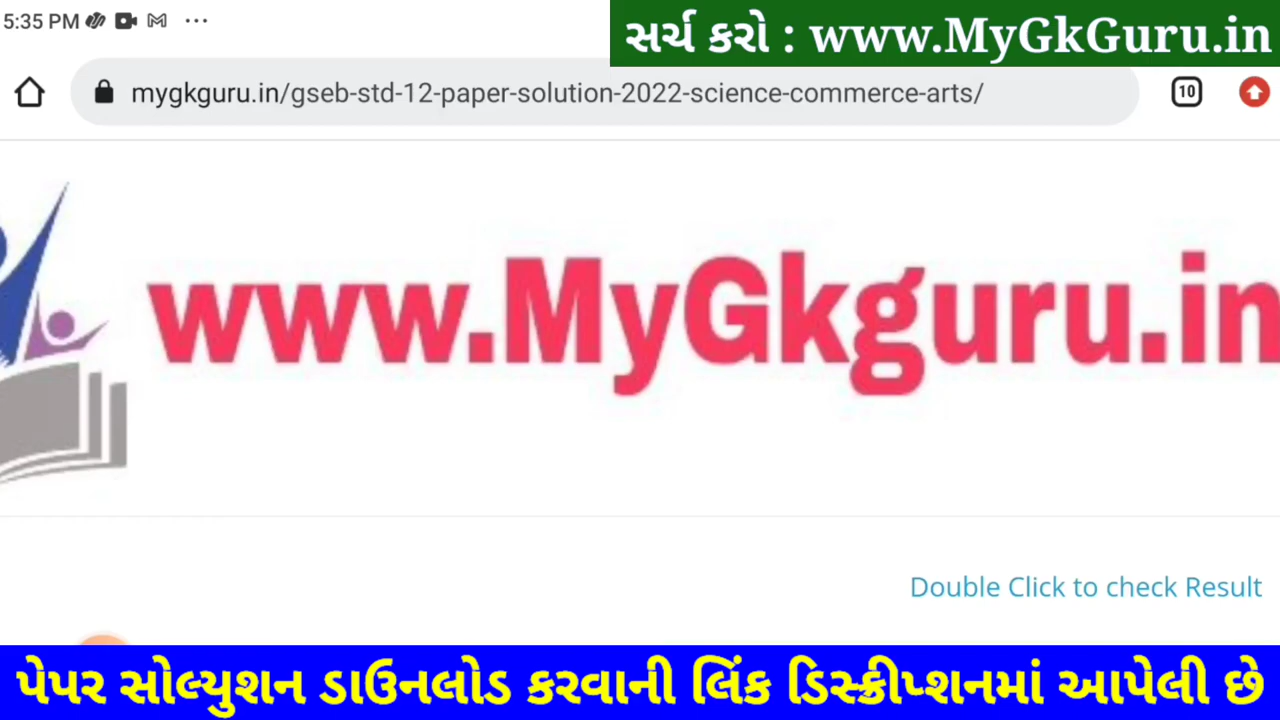 5:35 PM
સર્ચ કરો : www.MyGkGuru.in
mygkguru.in/gseb-std-12-paper-solution-2022-science-commerce-arts/
10
www.MyGkguru.in
Double Click to check Result
પેપર સોલ્યુશન ડાઉનલોડ કરવાની લિંક ડિસ્ક્રીપ્શનમાં આપેલી છે